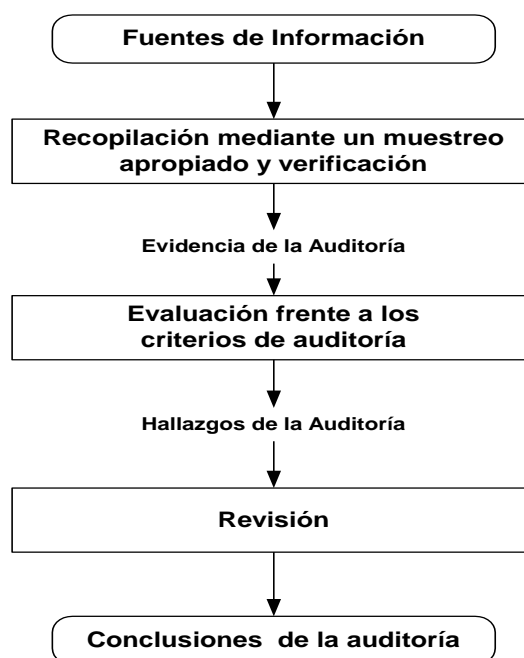 Fuentes de Información
Recopilación mediante un muestreo
apropiado y verificación
Evidencia de la Auditoría
Evaluación frente a los
criterios de auditoría
Hallazgos de la Auditoría
Revisión
Conclusiones de la auditoría